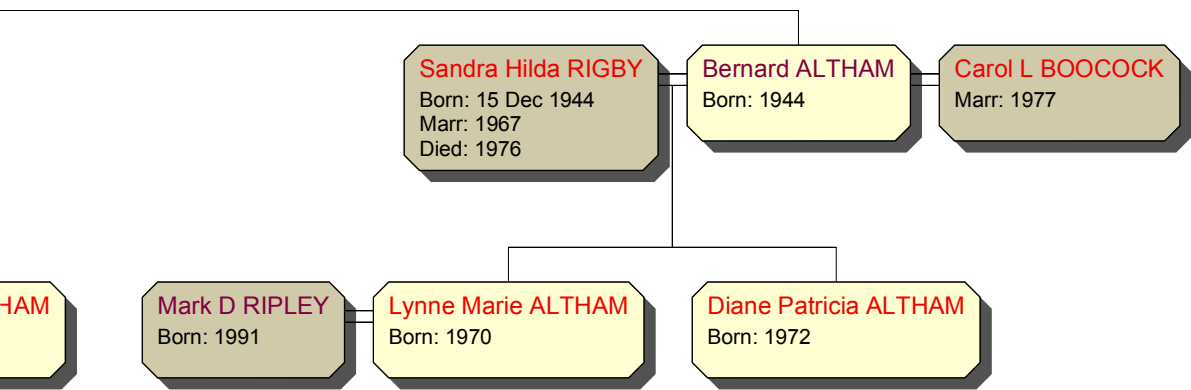 Sandra Hilda RIGBY
Born: 15 Dec 1944
Marr: 1967
Died: 1976
Bernard ALTHAM
Born: 1944
Carol L BOOCOCK
Marr: 1977
HAM
Mark D RIPLEY
Born: 1991
Lynne Marie ALTHAM
Born: 1970
Diane Patricia ALTHAM
Born: 1972